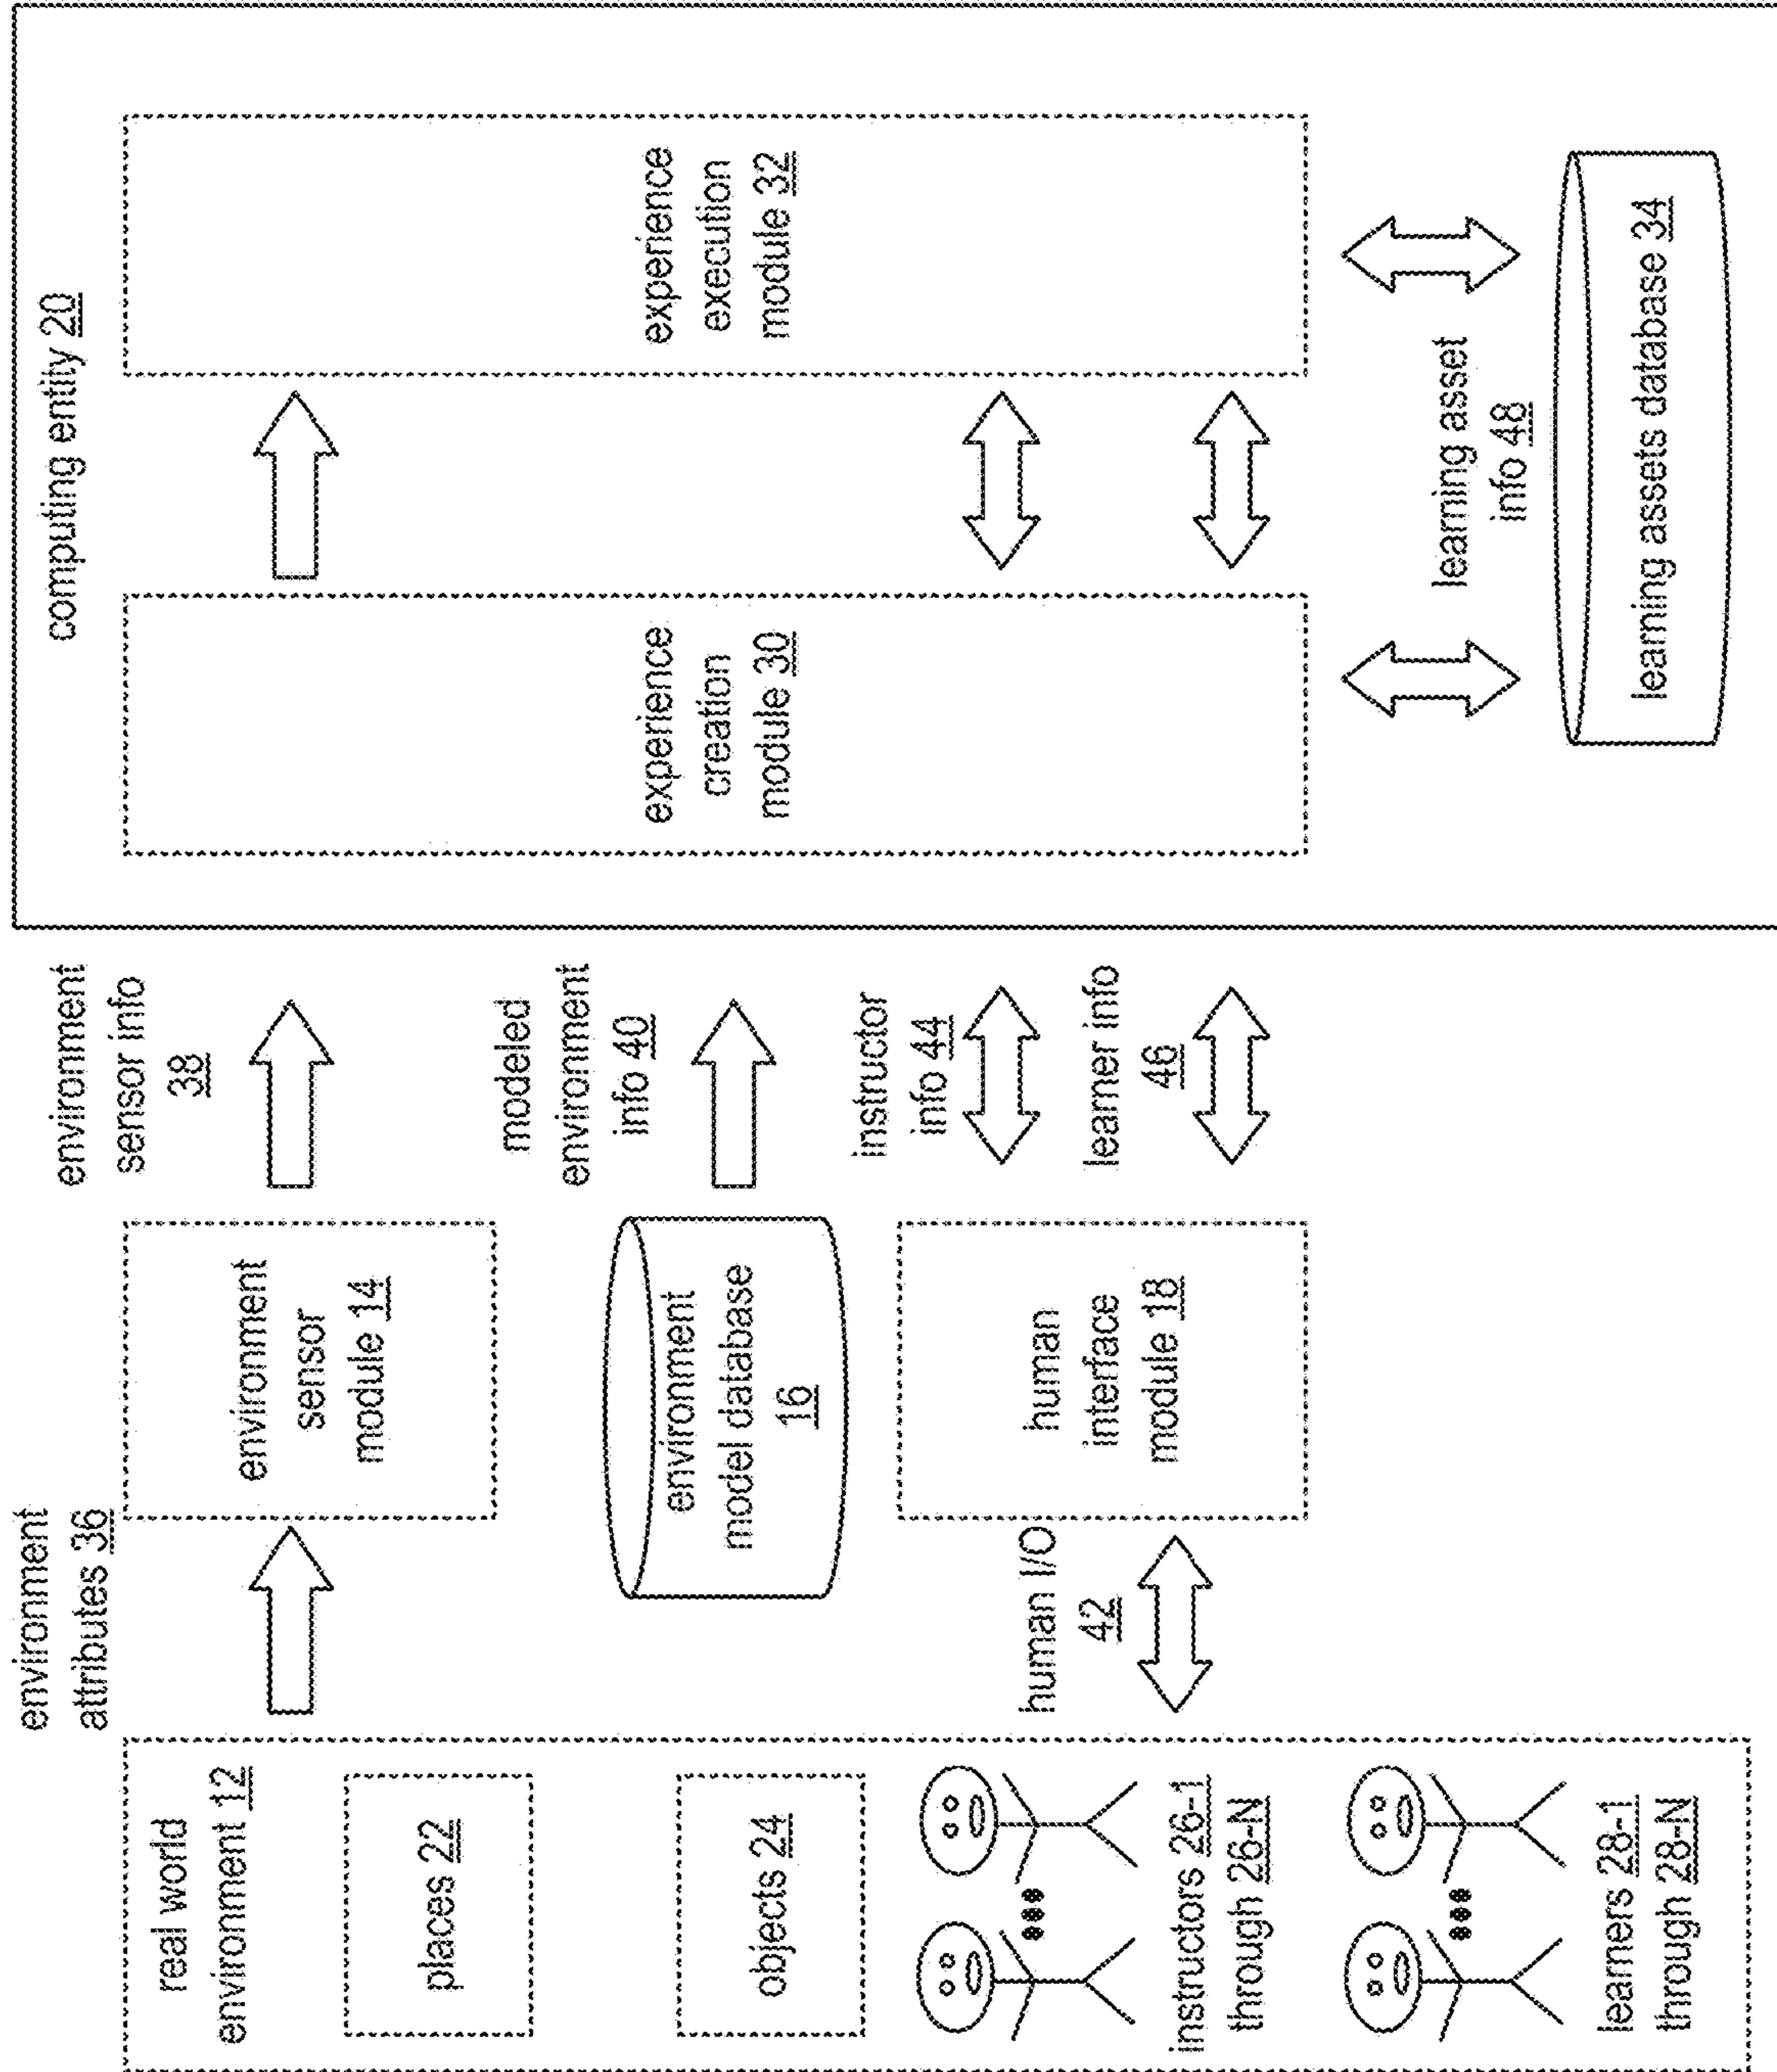 real world
environment 12
places 22
objects 24
instructors 26-1
through 26-N
learners 28-1
through 28-N
environment
attributes 36
human I/O
42
environment
sensor
module 14
environment
model database
16
human
interface
module 18
environment
sensor info
38
modeled
environment
info 40
instructor
info 44
learner info
46
computing entity 20
experience
creation
module 30
experience
execution
module 32
learning asset
info 48
learning assets database 34